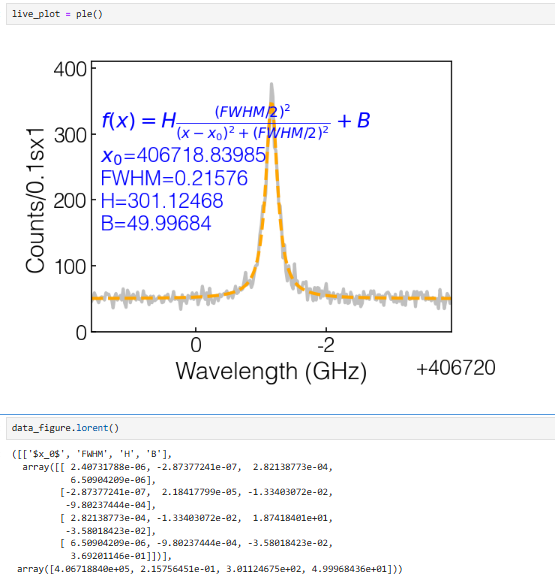 live_plot = ple()
400
300
200
100
0
Counts/0.1sx1
f(x) = H (FWHM/2)² / (x − x₀)² + (FWHM/2)² + B
x₀=406718.83985
FWHM=0.21576
H=301.12468
B=49.99684
0 -2
Wavelength (GHz) +406720
data_figure.lorent()
([['$x_0$', 'FWHM', 'H', 'B'],
array([[ 2.40731788e-06, -2.87377241e-07, 2.82138773e-04,
6.50904209e-06],
[-2.87377241e-07, 2.18417799e-05, -1.33403072e-02,
-9.80237444e-04],
[ 2.82138773e-04, -1.33403072e-02, 1.87418401e+01,
-3.58018423e-02],
[ 6.50904209e-06, -9.80237444e-04, -3.58018423e-02,
3.69201146e-01]])],
array([4.06718840e+05, 2.15756451e-01, 3.01124675e+02, 4.99968436e+01]))